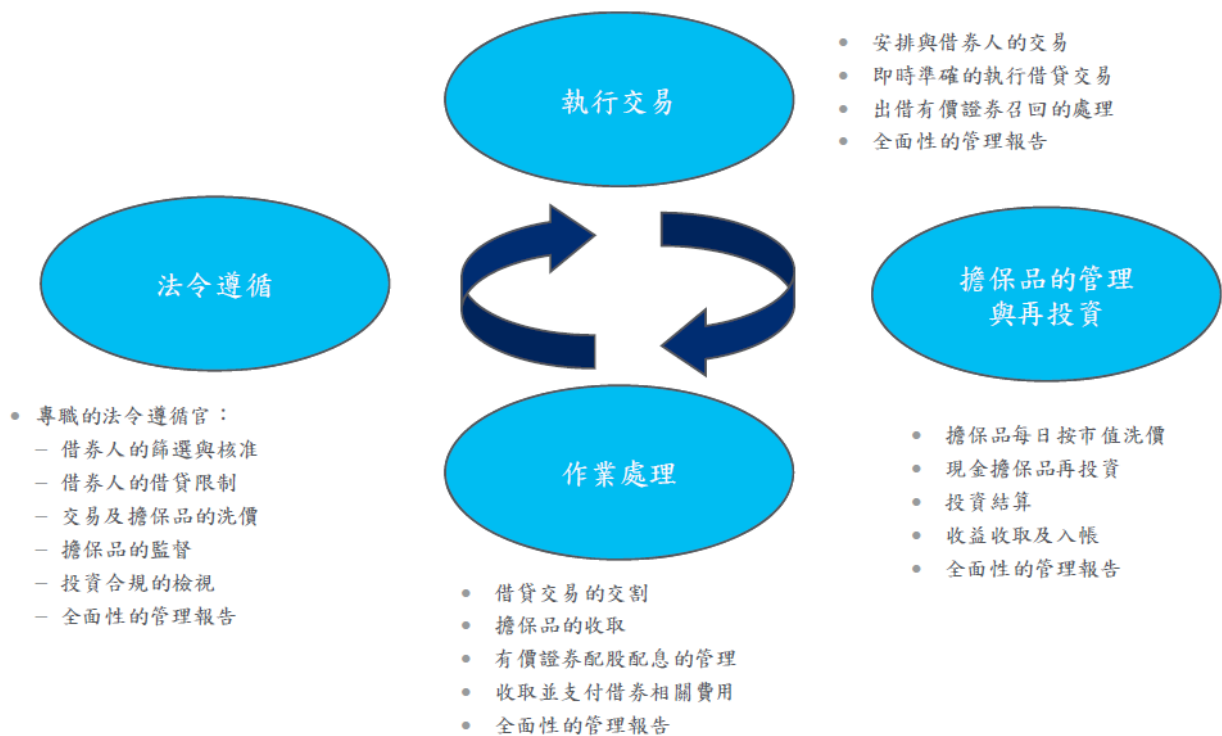 執行交易
• 安排與借券人的交易
• 即時準確的執行借貸交易
• 出借有價證券召回的處理
• 全面性的管理報告
擔保品的管理
與再投資
• 擔保品每日按市值洗價
• 現金擔保品再投資
• 投資結算
• 收益收取及入帳
• 全面性的管理報告
作業處理
• 借貸交易的交割
• 擔保品的收取
• 有價證券配股配息的管理
• 收取並支付借券相關費用
• 全面性的管理報告
法令遵循
• 專職的法令遵循官：
– 借券人的篩選與核准
– 借券人的借貸限制
– 交易及擔保品的洗價
– 擔保品的監督
– 投資合規的檢視
– 全面性的管理報告